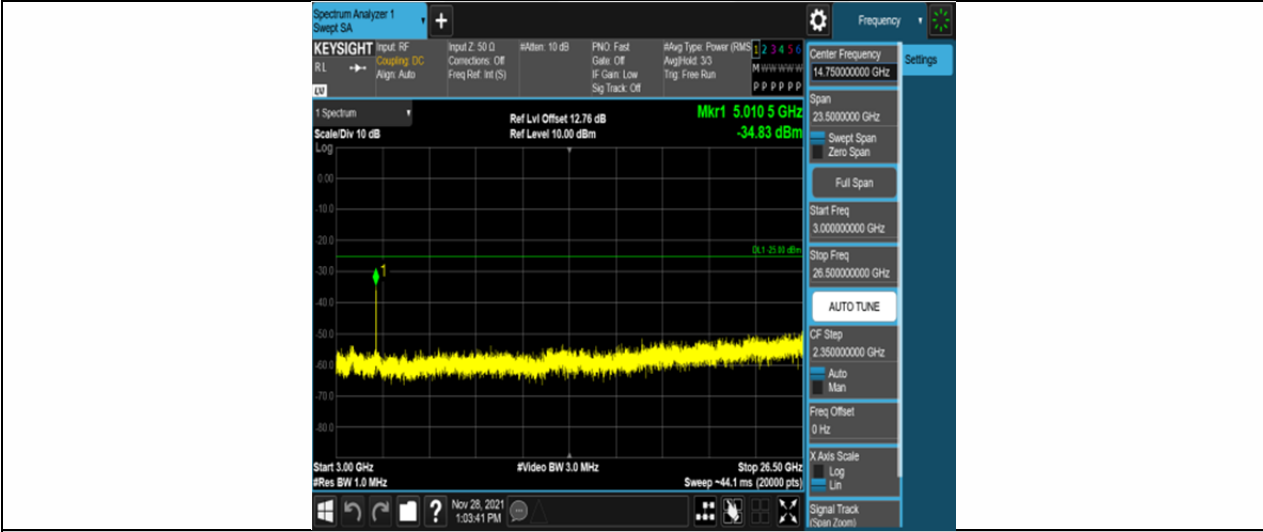 Spectrum Analyzer 1
Swept SA
+
Frequency
KEYSIGHT
RL
LV
Input: RF
Coupling: DC
Align: Auto
Input Z: 50 Ω
Corrections: Off
Freq Ref: Int (S)
#Atten: 10 dB
PNO: Fast
Gate: Off
IF Gain: Low
Sig Track: Off
#Avg Type: Power (RMS
Avg|Hold: 3/3
Trig: Free Run
1 2 3 4 5 6
M W W W W W
P P P P P P
Center Frequency
14.750000000 GHz
Settings
Span
23.5000000 GHz
Swept Span
Zero Span
Full Span
Start Freq
3.000000000 GHz
Stop Freq
26.500000000 GHz
AUTO TUNE
CF Step
2.350000000 GHz
Auto
Man
Freq Offset
0 Hz
X Axis Scale
Log
Lin
Signal Track
(Span Zoom)
1 Spectrum
Scale/Div 10 dB
Log
Ref Lvl Offset 12.76 dB
Ref Level 10.00 dBm
Mkr1 5.010 5 GHz
-34.83 dBm
0.00
-10.0
-20.0
DL1 -25.00 dBm
-30.0
1
-40.0
-50.0
-60.0
-70.0
-80.0
Start 3.00 GHz
#Video BW 3.0 MHz
Stop 26.50 GHz
#Res BW 1.0 MHz
Sweep ~44.1 ms (20000 pts)
?
Nov 28, 2021
1:03:41 PM